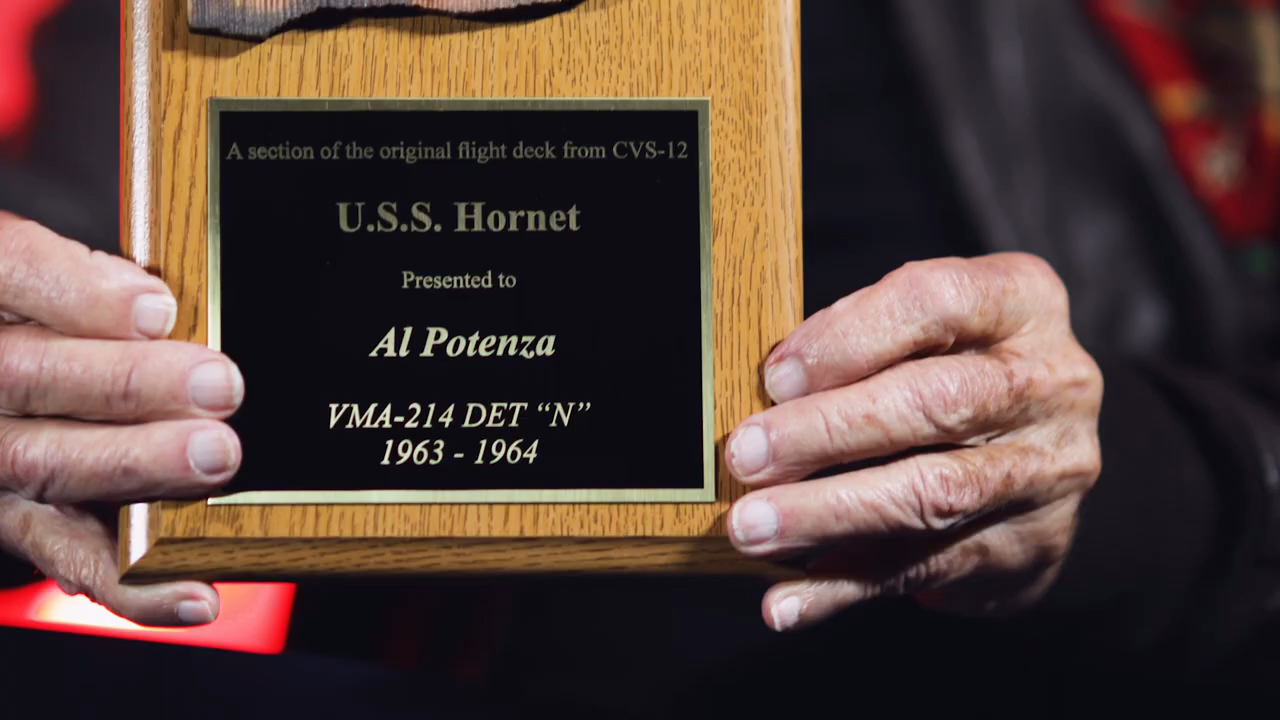 A section of the original flight deck from CVS-12
U.S.S. Hornet
Presented to
Al Potenza
VMA-214 DET “N”
1963 - 1964